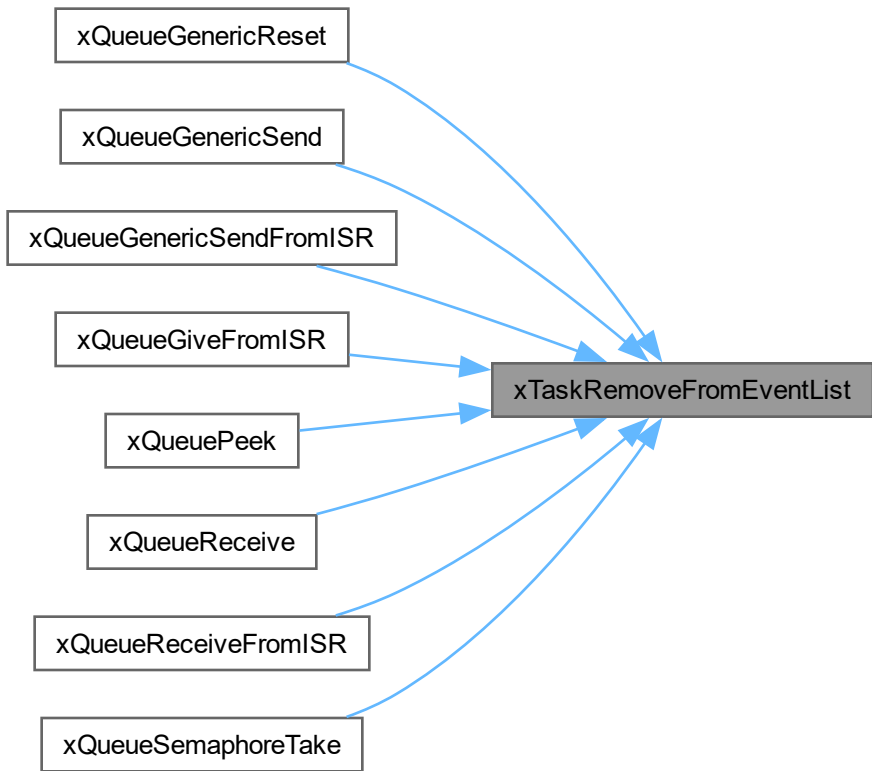 xQueueGenericReset
xQueueGenericSend
xQueueGenericSendFromISR
xQueueGiveFromISR
xTaskRemoveFromEventList
xQueuePeek
xQueueReceive
xQueueReceiveFromISR
xQueueSemaphoreTake